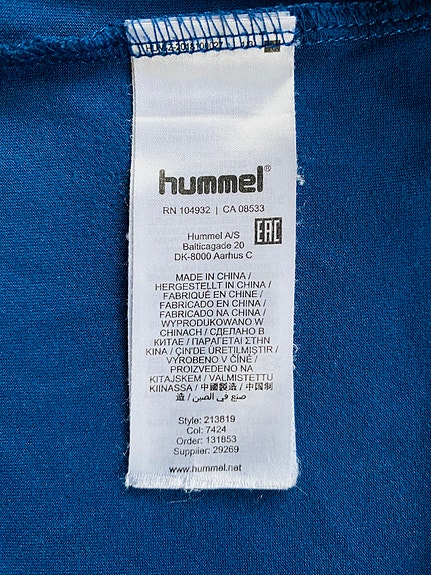 hummel®
RN 104932 | CA 08533
Hummel A/S
Balticagade 20
DK-8000 Aarhus C
EAC
MADE IN CHINA /
HERGESTELLT IN CHINA /
FABRIQUÉ EN CHINE /
FABRICADO EN CHINA /
FABRICADO NA CHINA /
WYPRODUKOWANO W
CHINACH / СДЕЛАНО В
КИТАЕ / ΠΑΡΑΓΕΤΑΙ ΣΤΗΝ
ΚΙΝΑ / ÇİN'DE ÜRETİLMİŞTİR /
VYROBENO V ČÍNĚ /
PROIZVEDENO NA
KITAJSKEM / VALMISTETTU
KIINASSA / 中國製造 / 中国制
造 / صنع في الصين /
Style: 213819
Col: 7424
Order: 131853
Supplier: 29269
www.hummel.net